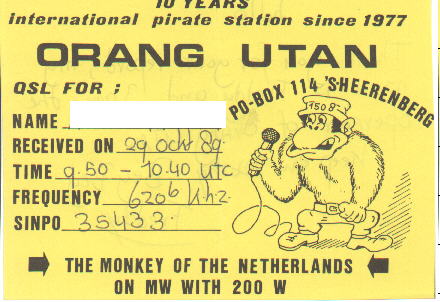 10 YEARS
international pirate station since 1977
ORANG UTAN
QSL FOR ;
PO-BOX 114 'SHEERENBERG
1508
NAME
RECEIVED ON 29 oct 89.
TIME 9.50 - 10.40 UTC
FREQUENCY 6206 khz
SINPO 35433.
THE MONKEY OF THE NETHERLANDS
ON MW WITH 200 W